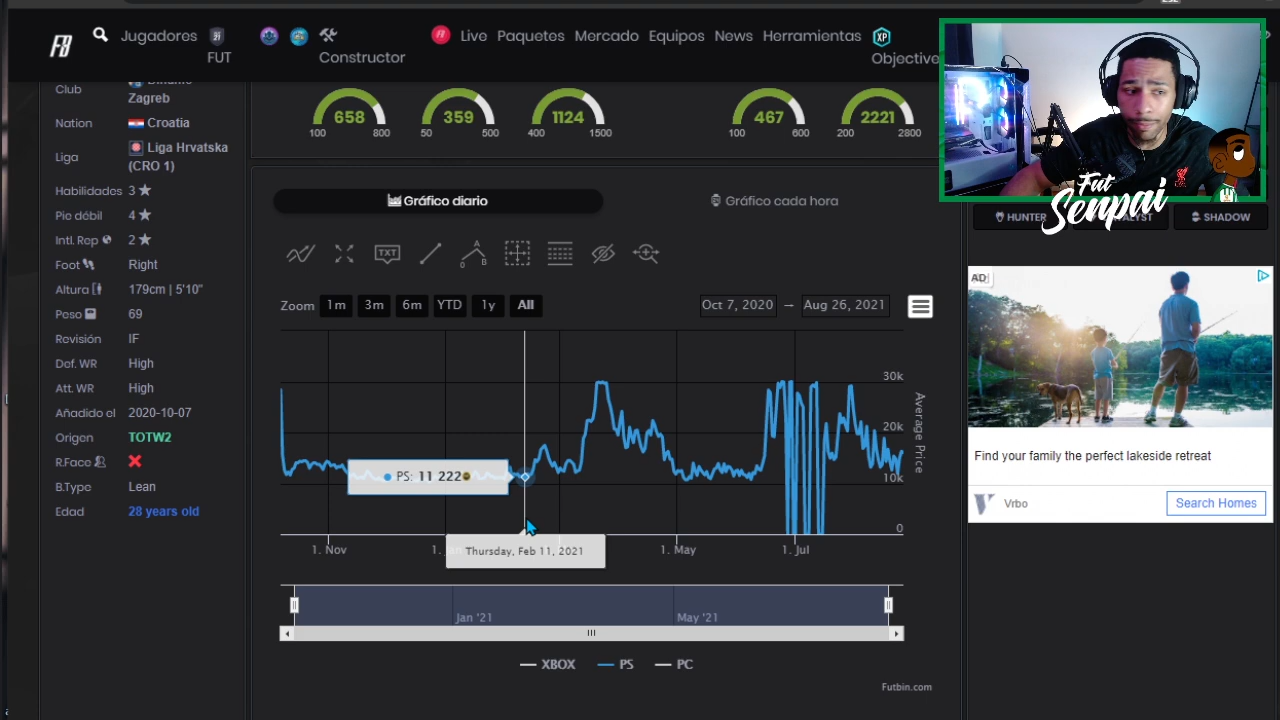 F8
Jugadores
31
FUT
Constructor
Live
Paquetes
Mercado
Equipos
News
Herramientas
XP
Objective
Club
Zagreb
Nation
Croatia
Liga
Liga Hrvatska
(CRO 1)
Habilidades
3
Pie débil
4
Intl. Rep
2
Foot
Right
Altura
179cm | 5'10"
Peso
69
Revisión
IF
Def. WR
High
Att. WR
High
Añadido el
2020-10-07
Origen
TOTW2
R.Face
B.Type
Lean
Edad
28 years old
658
100
800
359
50
500
1124
400
1500
467
100
600
2221
200
2800
Gráfico diario
Gráfico cada hora
TXT
A
O
B
Zoom
1m
3m
6m
YTD
1y
All
Oct 7, 2020
→
Aug 26, 2021
30k
20k
10k
0
Average Price
PS: 11 222
1. Nov
1. May
1. Jul
Thursday, Feb 11, 2021
Jan '21
May '21
XBOX
PS
PC
Futbin.com
Fut
Senpai
HUNTER
SHADOW
AD
Find your family the perfect lakeside retreat
Vrbo
Search Homes